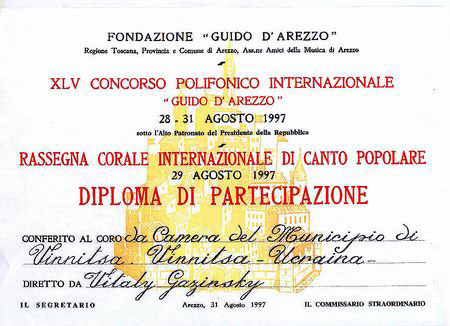 FONDAZIONE "GUIDO D'AREZZO"
Regione Toscana, Provincia e Comune di Arezzo, Ass.ne Amici della Musica di Arezzo
XLV CONCORSO POLIFONICO INTERNAZIONALE
"GUIDO D'AREZZO"
28 - 31 AGOSTO 1997
sotto l'Alto Patronato del Presidente della Repubblica
RASSEGNA CORALE INTERNAZIONALE DI CANTO POPOLARE
29 AGOSTO 1997
DIPLOMA DI PARTECIPAZIONE
CONFERITO AL CORO da Camera del Municipio di
Vinnitsa - Vinnitsa - Ucraina -
DIRETTO DA Vitaly Gazinsky
IL SEGRETARIO Arezzo, 31 Agosto 1997 IL COMMISSARIO STRAORDINARIO